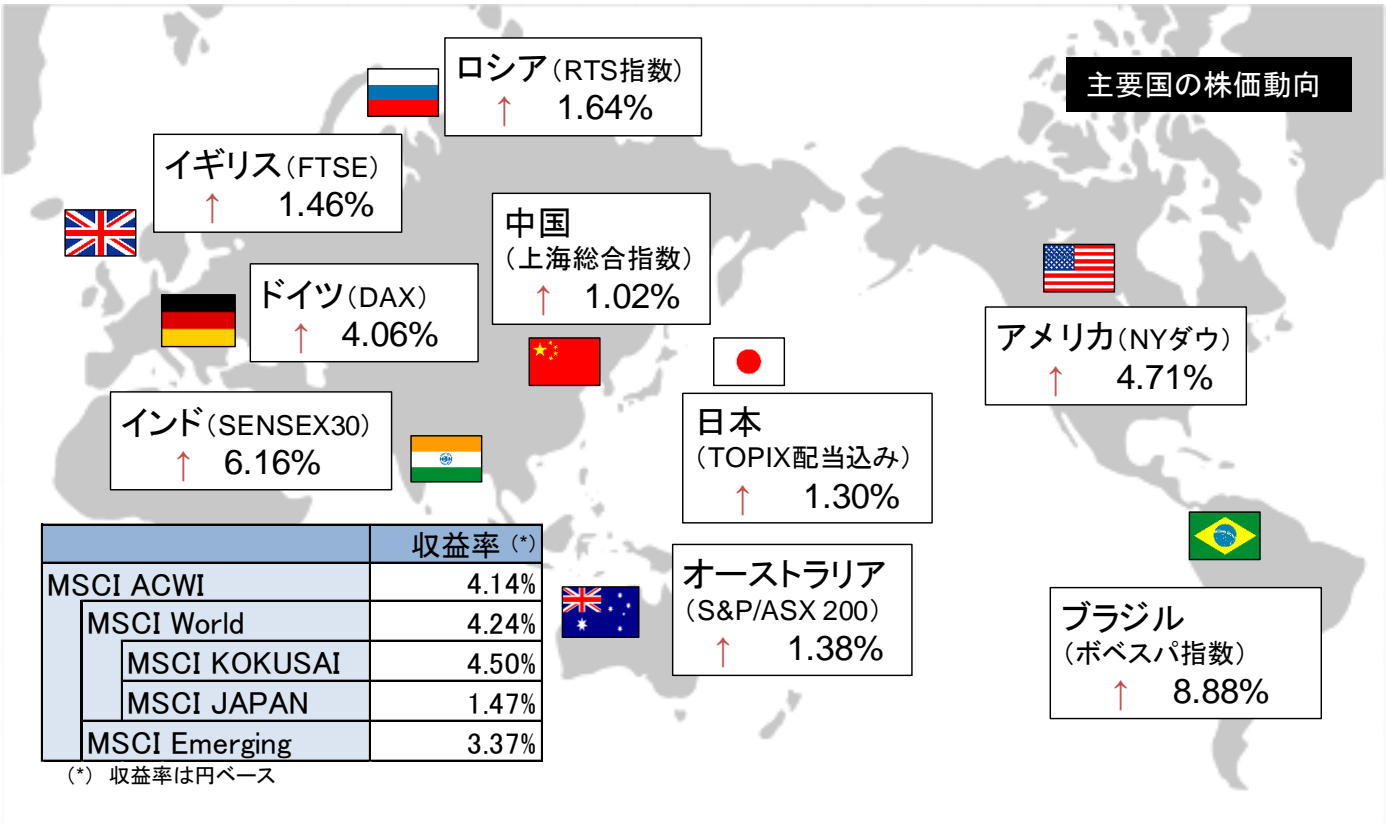 主要国の株価動向
ロシア(RTS指数)
↑ 1.64%
イギリス(FTSE)
↑ 1.46%
中国
(上海総合指数)
↑ 1.02%
ドイツ(DAX)
↑ 4.06%
アメリカ(NYダウ)
↑ 4.71%
インド(SENSEX30)
↑ 6.16%
日本
(TOPIX配当込み)
↑ 1.30%
オーストラリア
(S&P/ASX 200)
↑ 1.38%
ブラジル
(ボベスパ指数)
↑ 8.88%
収益率(*)
MSCI ACWI 4.14%
MSCI World 4.24%
MSCI KOKUSAI 4.50%
MSCI JAPAN 1.47%
MSCI Emerging 3.37%
(*) 収益率は円ベース